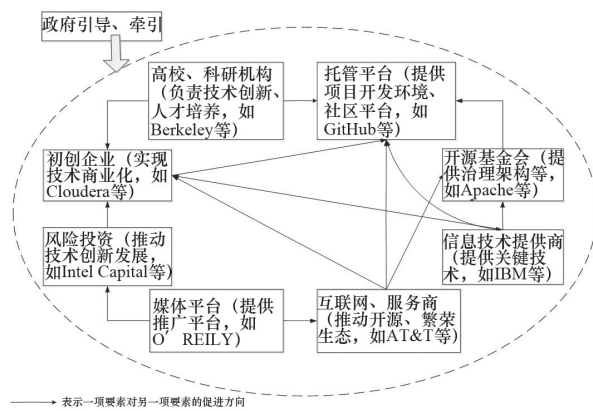 政府引导、牵引
高校、科研机构
（负责技术创新、
人才培养，如
Berkeley等）
托管平台（提供
项目开发环境、
社区平台，如
GitHub等）
初创企业（实现
技术商业化，如
Cloudera等）
开源基金会（提
供治理架构等，
如Apache等）
风险投资（推动
技术创新发展，
如Intel Capital等）
信息技术提供商
（提供关键技
术，如IBM等）
媒体平台（提供
推广平台，如
O’ REILY）
互联网、服务商
（推动开源、繁荣
生态，如AT&T等）
表示一项要素对另一项要素的促进方向